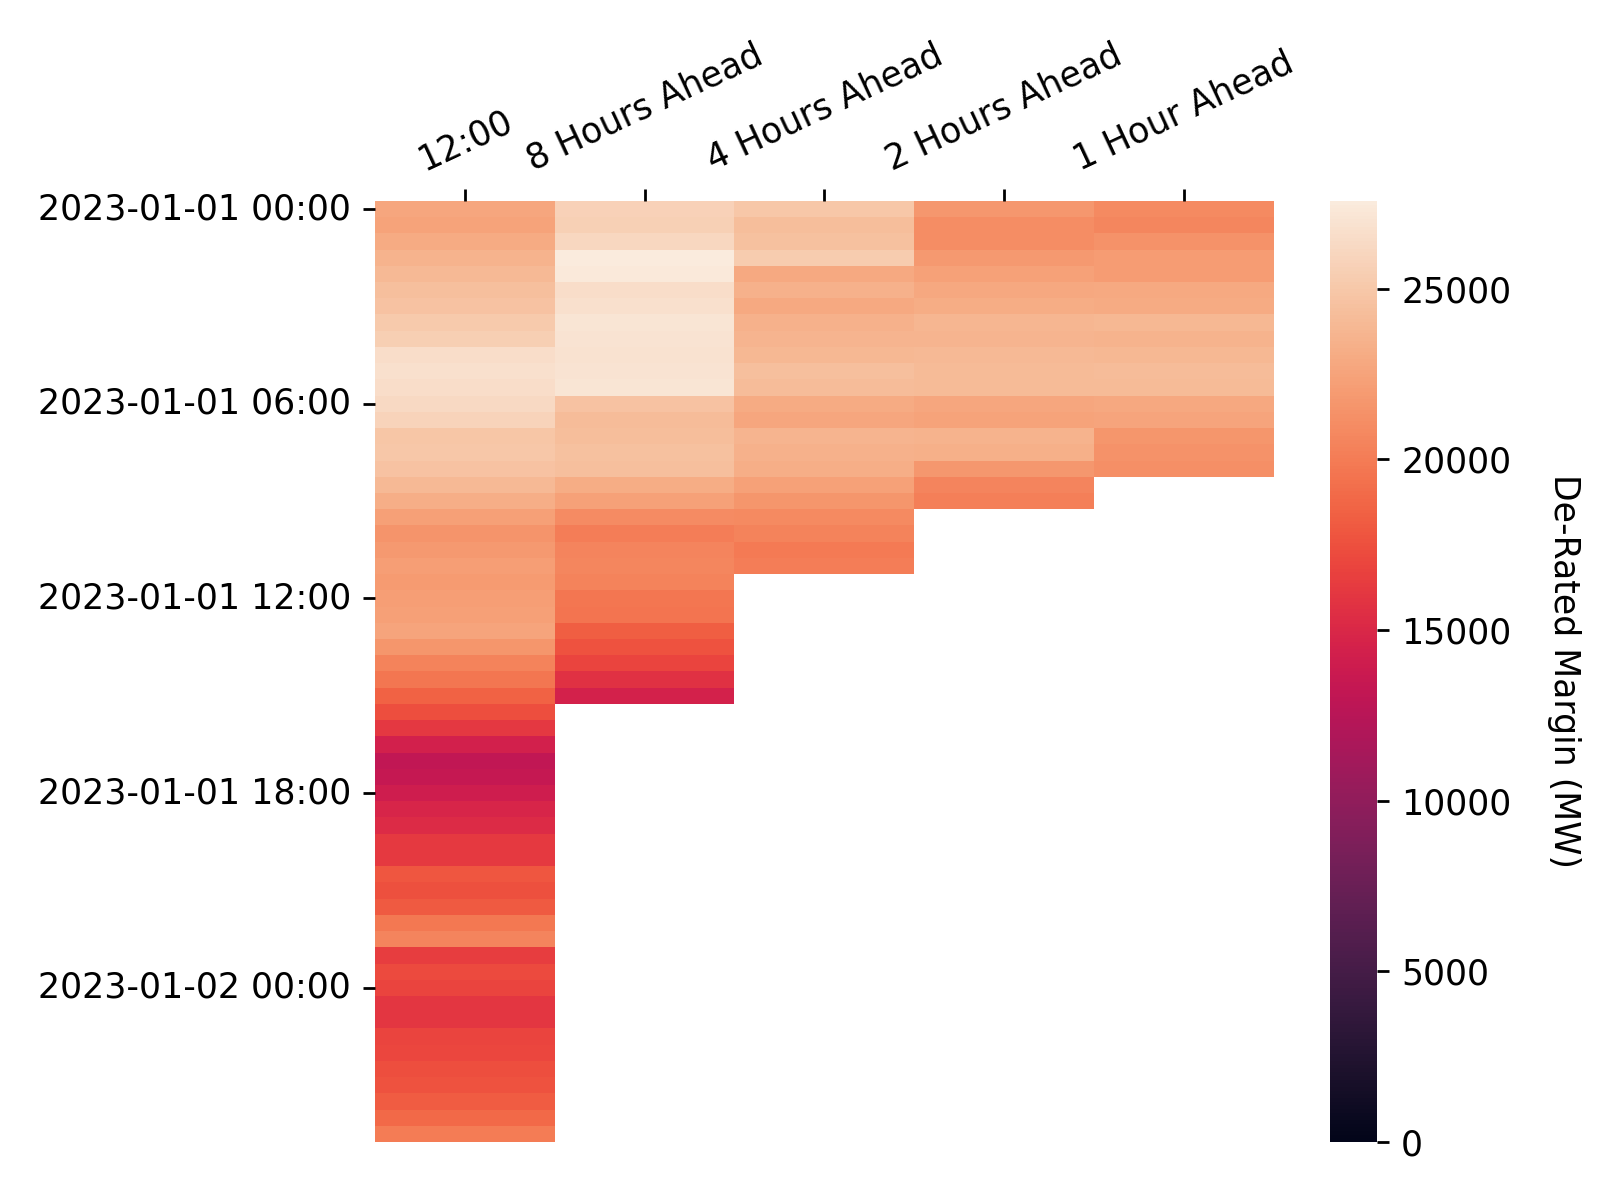 12:00
8 Hours Ahead
4 Hours Ahead
2 Hours Ahead
1 Hour Ahead
2023-01-01 00:00
2023-01-01 06:00
2023-01-01 12:00
2023-01-01 18:00
2023-01-02 00:00
25000
20000
15000
10000
5000
0
De-Rated Margin (MW)